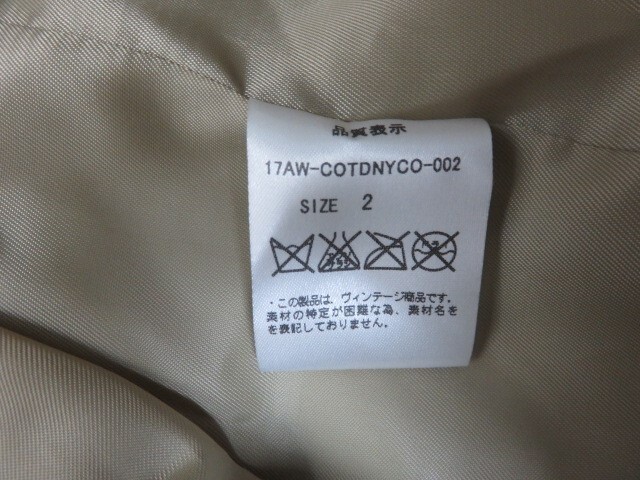 品質表示
17AW-COTDNYCO-002
SIZE 2
・この製品は、ヴィンテージ商品です。
素材の特定が困難な為、素材名を
を表記しておりません。